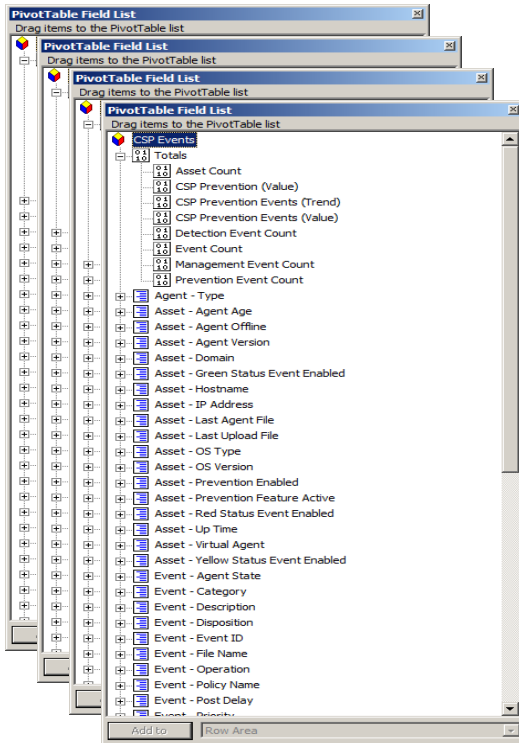 PivotTable Field List
Drag items to the PivotTable list
PivotTable Field List
Drag items to the PivotTable list
PivotTable Field List
Drag items to the PivotTable list
PivotTable Field List
Drag items to the PivotTable list
CSP Events
Totals
Asset Count
CSP Prevention (Value)
CSP Prevention Events (Trend)
CSP Prevention Events (Value)
Detection Event Count
Event Count
Management Event Count
Prevention Event Count
Agent - Type
Asset - Agent Age
Asset - Agent Offline
Asset - Agent Version
Asset - Domain
Asset - Green Status Event Enabled
Asset - Hostname
Asset - IP Address
Asset - Last Agent File
Asset - Last Upload File
Asset - OS Type
Asset - OS Version
Asset - Prevention Enabled
Asset - Prevention Feature Active
Asset - Red Status Event Enabled
Asset - Up Time
Asset - Virtual Agent
Asset - Yellow Status Event Enabled
Event - Agent State
Event - Category
Event - Description
Event - Disposition
Event - Event ID
Event - File Name
Event - Operation
Event - Policy Name
Event - Post Delay
Event - Priority
Add to
Row Area